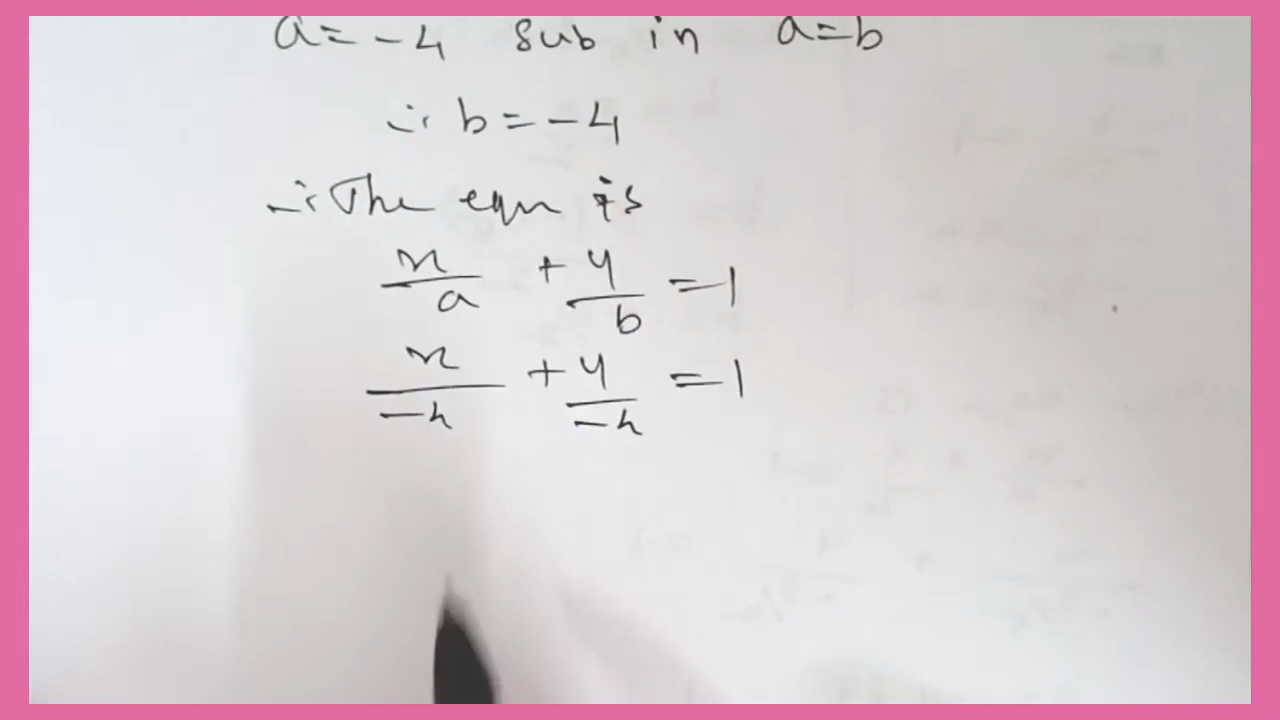 a = -4 sub in a=b
∴ b = -4
∴ The eqn is
x/a + y/b = 1
x/-4 + y/-4 = 1